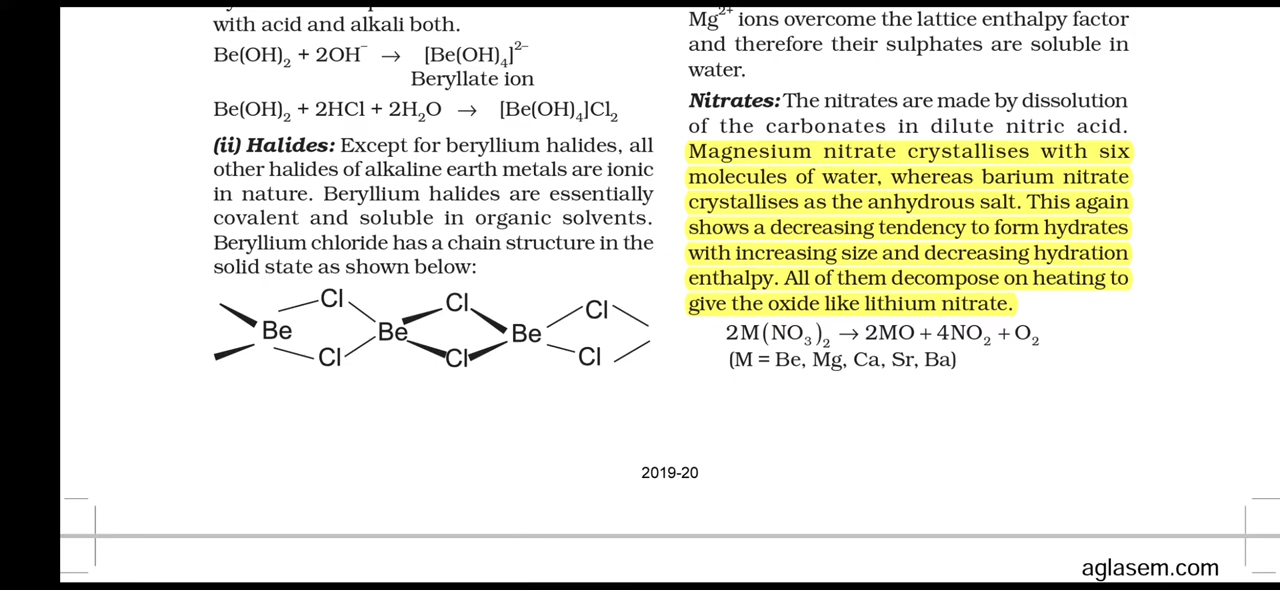 with acid and alkali both.
Be(OH)₂ + 2OH⁻ → [Be(OH)₄]²⁻
Beryllate ion
Be(OH)₂ + 2HCl + 2H₂O → [Be(OH)₄]Cl₂
(ii) Halides: Except for beryllium halides, all
other halides of alkaline earth metals are ionic
in nature. Beryllium halides are essentially
covalent and soluble in organic solvents.
Beryllium chloride has a chain structure in the
solid state as shown below:
Cl Cl Cl
Be Be Be
Cl Cl Cl
Mg²⁺ ions overcome the lattice enthalpy factor
and therefore their sulphates are soluble in
water.
Nitrates: The nitrates are made by dissolution
of the carbonates in dilute nitric acid.
Magnesium nitrate crystallises with six
molecules of water, whereas barium nitrate
crystallises as the anhydrous salt. This again
shows a decreasing tendency to form hydrates
with increasing size and decreasing hydration
enthalpy. All of them decompose on heating to
give the oxide like lithium nitrate.
2M(NO₃)₂ → 2MO + 4NO₂ + O₂
(M = Be, Mg, Ca, Sr, Ba)
2019-20
aglasem.com